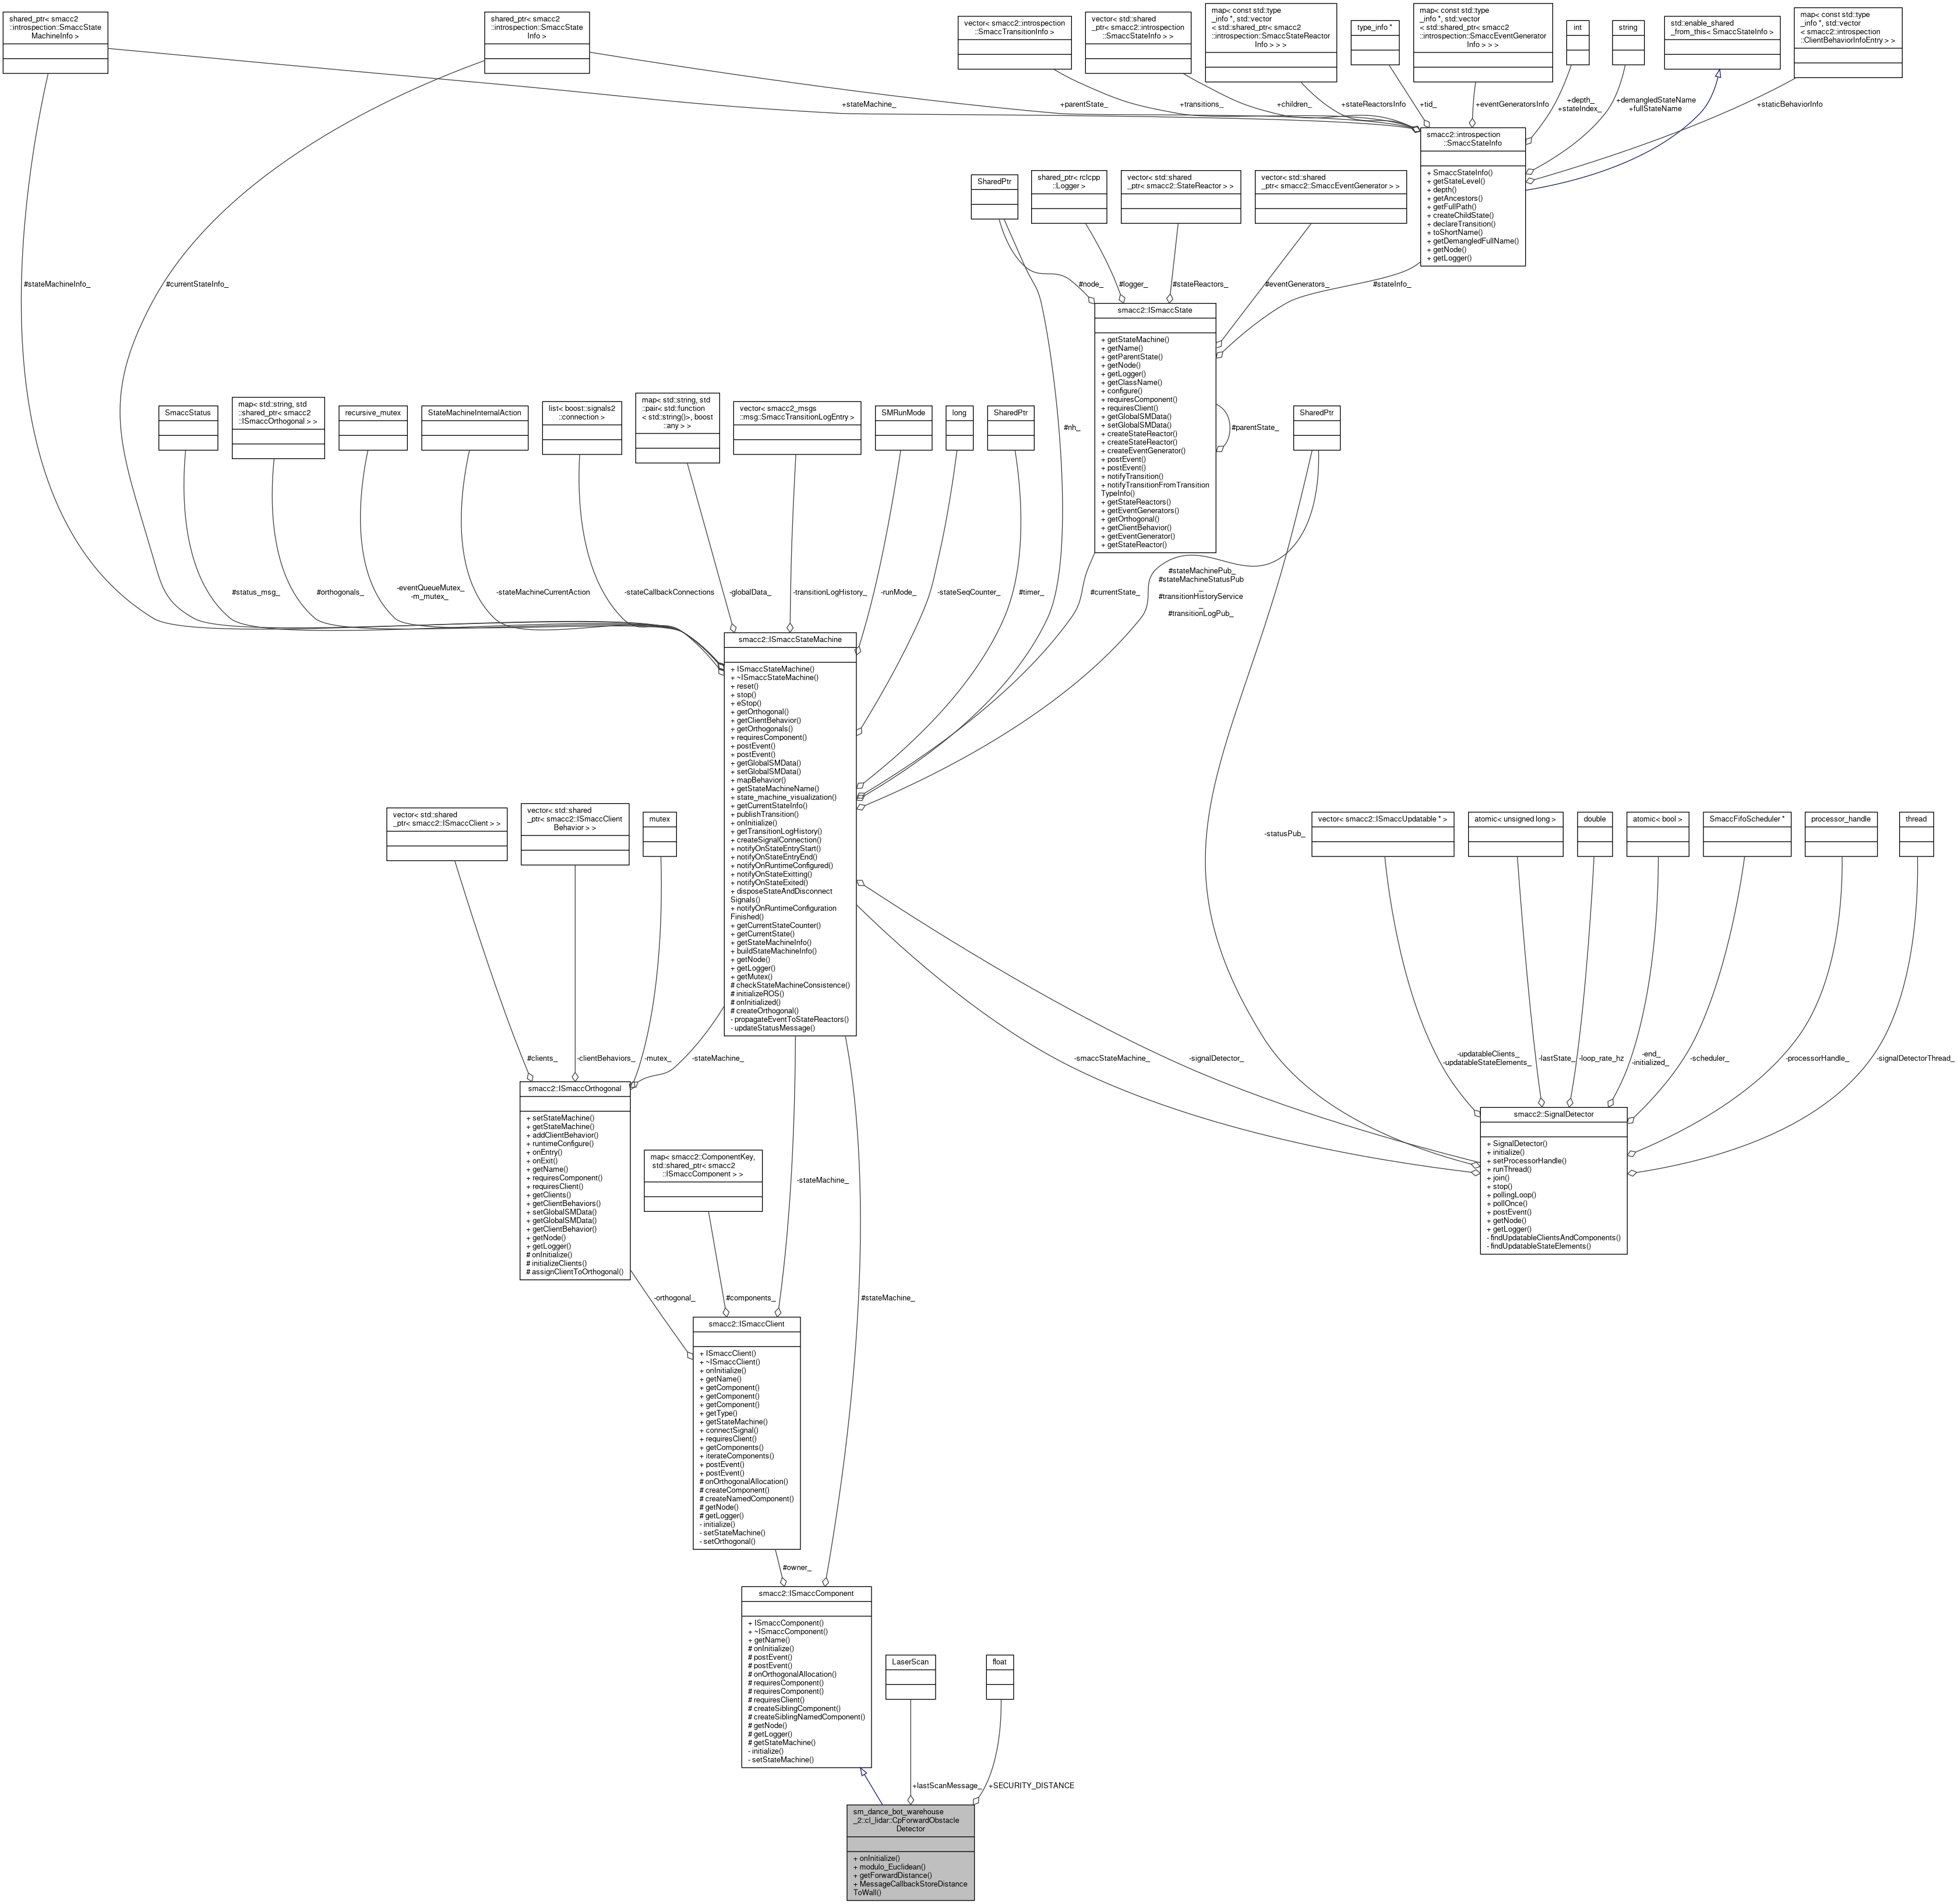 shared_ptr< smacc2
::introspection::SmaccState
MachineInfo >
shared_ptr< smacc2
::introspection::SmaccState
Info >
vector< smacc2::introspection
::SmaccTransitionInfo >
vector< std::shared
_ptr< smacc2::introspection
::SmaccStateInfo > >
map< const std::type
_info *, std::vector
< std::shared_ptr< smacc2
::introspection::SmaccStateReactor
Info > > >
type_info *
map< const std::type
_info *, std::vector
< std::shared_ptr< smacc2
::introspection::SmaccEventGenerator
Info > > >
int
string
std::enable_shared
_from_this< SmaccStateInfo >
map< const std::type
_info *, std::vector
< smacc2::introspection
::ClientBehaviorInfoEntry > >
+stateMachine_
+parentState_
+transitions_
+children_
+stateReactorsInfo
+tid_
+eventGeneratorsInfo
+depth_
+stateIndex_
+demangledStateName
+fullStateName
+staticBehaviorInfo
smacc2::introspection
::SmaccStateInfo
+ SmaccStateInfo()
+ getStateLevel()
+ depth()
+ getAncestors()
+ getFullPath()
+ createChildState()
+ declareTransition()
+ toShortName()
+ getDemangledFullName()
+ getNode()
+ getLogger()
SharedPtr
shared_ptr< rclcpp
::Logger >
vector< std::shared
_ptr< smacc2::StateReactor > >
vector< std::shared
_ptr< smacc2::SmaccEventGenerator > >
#stateMachineInfo_
#currentStateInfo_
#node_
#logger_
#stateReactors_
#eventGenerators_
#stateInfo_
smacc2::ISmaccState
+ getStateMachine()
+ getName()
+ getParentState()
+ getNode()
+ getLogger()
+ getClassName()
+ configure()
+ requiresComponent()
+ requiresClient()
+ getGlobalSMData()
+ setGlobalSMData()
+ createStateReactor()
+ createStateReactor()
+ createEventGenerator()
+ postEvent()
+ postEvent()
+ notifyTransition()
+ notifyTransitionFromTransition
TypeInfo()
+ getStateReactors()
+ getEventGenerators()
+ getOrthogonal()
+ getClientBehavior()
+ getEventGenerator()
+ getStateReactor()
#parentState_
#nh_
SmaccStatus
map< std::string, std
::shared_ptr< smacc2
::ISmaccOrthogonal > >
recursive_mutex
StateMachineInternalAction
list< boost::signals2
::connection >
map< std::string, std
::pair< std::function
< std::string()>, boost
::any > >
vector< smacc2_msgs
::msg::SmaccTransitionLogEntry >
SMRunMode
long
SharedPtr
SharedPtr
#status_msg_
#orthogonals_
-eventQueueMutex_
-m_mutex_
-stateMachineCurrentAction
-stateCallbackConnections
-globalData_
-transitionLogHistory_
-runMode_
-stateSeqCounter_
#timer_
#currentState_
#stateMachinePub_
#stateMachineStatusPub
_
#transitionHistoryService
_
#transitionLogPub_
smacc2::ISmaccStateMachine
+ ISmaccStateMachine()
+ ~ISmaccStateMachine()
+ reset()
+ stop()
+ eStop()
+ getOrthogonal()
+ getClientBehavior()
+ getOrthogonals()
+ requiresComponent()
+ postEvent()
+ postEvent()
+ getGlobalSMData()
+ setGlobalSMData()
+ mapBehavior()
+ getStateMachineName()
+ state_machine_visualization()
+ getCurrentStateInfo()
+ publishTransition()
+ onInitialize()
+ getTransitionLogHistory()
+ createSignalConnection()
+ notifyOnStateEntryStart()
+ notifyOnStateEntryEnd()
+ notifyOnRuntimeConfigured()
+ notifyOnStateExitting()
+ notifyOnStateExited()
+ disposeStateAndDisconnect
Signals()
+ notifyOnRuntimeConfiguration
Finished()
+ getCurrentStateCounter()
+ getCurrentState()
+ getStateMachineInfo()
+ buildStateMachineInfo()
+ getNode()
+ getLogger()
+ getMutex()
# checkStateMachineConsistence()
# initializeROS()
# onInitialized()
# createOrthogonal()
- propagateEventToStateReactors()
- updateStatusMessage()
-statusPub_
vector< std::shared
_ptr< smacc2::ISmaccClient > >
vector< std::shared
_ptr< smacc2::ISmaccClient
Behavior > >
mutex
vector< smacc2::ISmaccUpdatable * >
atomic< unsigned long >
double
atomic< bool >
SmaccFifoScheduler *
processor_handle
thread
#clients_
-clientBehaviors_
-mutex_
-stateMachine_
-smaccStateMachine_
-signalDetector_
-updatableClients_
-updatableStateElements_
-lastState_
-loop_rate_hz
-end_
-initialized_
-scheduler_
-processorHandle_
-signalDetectorThread_
smacc2::ISmaccOrthogonal
+ setStateMachine()
+ getStateMachine()
+ addClientBehavior()
+ runtimeConfigure()
+ onEntry()
+ onExit()
+ getName()
+ requiresComponent()
+ requiresClient()
+ getClients()
+ getClientBehaviors()
+ setGlobalSMData()
+ getGlobalSMData()
+ getClientBehavior()
+ getNode()
+ getLogger()
# onInitialize()
# initializeClients()
# assignClientToOrthogonal()
smacc2::SignalDetector
+ SignalDetector()
+ initialize()
+ setProcessorHandle()
+ runThread()
+ join()
+ stop()
+ pollingLoop()
+ pollOnce()
+ postEvent()
+ getNode()
+ getLogger()
- findUpdatableClientsAndComponents()
- findUpdatableStateElements()
map< smacc2::ComponentKey,
std::shared_ptr< smacc2
::ISmaccComponent > >
-stateMachine_
-orthogonal_
#components_
#stateMachine_
smacc2::ISmaccClient
+ ISmaccClient()
+ ~ISmaccClient()
+ onInitialize()
+ getName()
+ getComponent()
+ getComponent()
+ getComponent()
+ getType()
+ getStateMachine()
+ connectSignal()
+ requiresClient()
+ getComponents()
+ iterateComponents()
+ postEvent()
+ postEvent()
# onOrthogonalAllocation()
# createComponent()
# createNamedComponent()
# getNode()
# getLogger()
- initialize()
- setStateMachine()
- setOrthogonal()
#owner_
smacc2::ISmaccComponent
+ ISmaccComponent()
+ ~ISmaccComponent()
+ getName()
# onInitialize()
# postEvent()
# postEvent()
# onOrthogonalAllocation()
# requiresComponent()
# requiresComponent()
# requiresClient()
# createSiblingComponent()
# createSiblingNamedComponent()
# getNode()
# getLogger()
# getStateMachine()
- initialize()
- setStateMachine()
LaserScan
float
+lastScanMessage_
+SECURITY_DISTANCE
sm_dance_bot_warehouse
_2::cl_lidar::CpForwardObstacle
Detector
+ onInitialize()
+ modulo_Euclidean()
+ getForwardDistance()
+ MessageCallbackStoreDistance
ToWall()